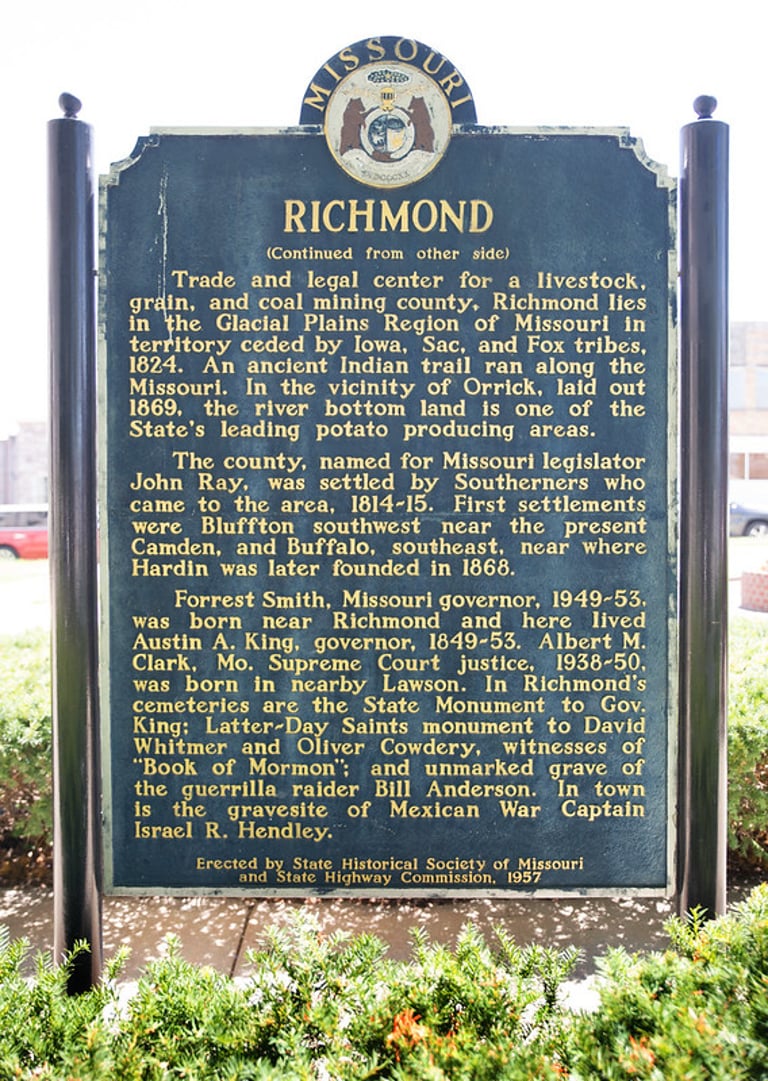 MISSOURI
RICHMOND
(Continued from other side)
Trade and legal center for a livestock,
grain, and coal mining county, Richmond lies
in the Glacial Plains Region of Missouri in
territory ceded by Iowa, Sac, and Fox tribes,
1824. An ancient Indian trail ran along the
Missouri. In the vicinity of Orrick, laid out
1869, the river bottom land is one of the
State's leading potato producing areas.
The county, named for Missouri legislator
John Ray, was settled by Southerners who
came to the area, 1814-15. First settlements
were Bluffton southwest near the present
Camden, and Buffalo, southeast, near where
Hardin was later founded in 1868.
Forrest Smith, Missouri governor, 1949-53,
was born near Richmond and here lived
Austin A. King, governor, 1849-53. Albert M.
Clark, Mo. Supreme Court justice, 1938-50,
was born in nearby Lawson. In Richmond's
cemeteries are the State Monument to Gov.
King; Latter-Day Saints monument to David
Whitmer and Oliver Cowdery, witnesses of
"Book of Mormon"; and unmarked grave of
the guerrilla raider Bill Anderson. In town
is the gravesite of Mexican War Captain
Israel R. Hendley.
Erected by State Historical Society of Missouri
and State Highway Commission, 1957